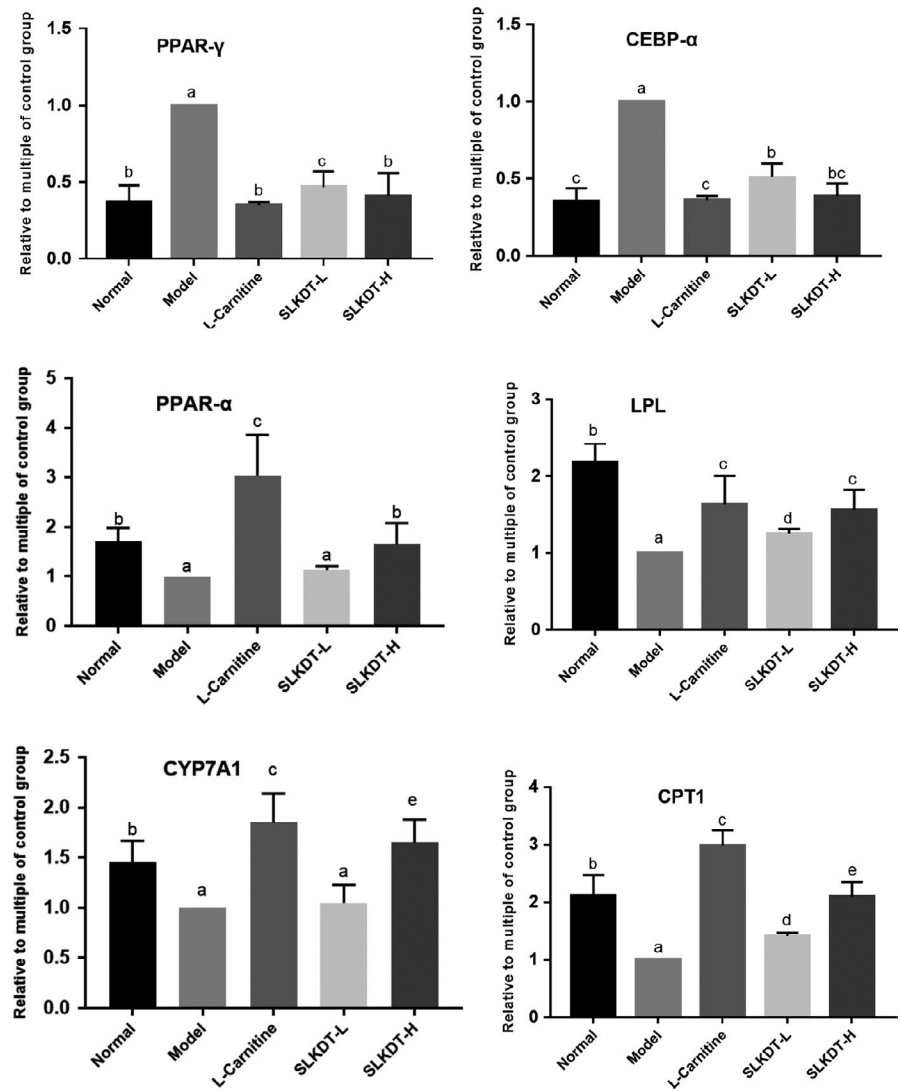 PPAR-γ
Relative to multiple of control group
1.5
1.0
0.5
0.0
b
a
b
c
b
Normal
Model
L-Carnitine
SLKDT-L
SLKDT-H
CEBP-α
Relative to multiple of control group
1.5
1.0
0.5
0.0
c
a
c
b
bc
Normal
Model
L-Carnitine
SLKDT-L
SLKDT-H
PPAR-α
Relative to multiple of control group
5
4
3
2
1
0
b
a
c
a
b
Normal
Model
L-Carnitine
SLKDT-L
SLKDT-H
LPL
Relative to multiple of control group
3
2
1
0
b
a
c
d
c
Normal
Model
L-Carnitine
SLKDT-L
SLKDT-H
CYP7A1
Relative to multiple of control group
2.5
2.0
1.5
1.0
0.5
0.0
b
a
c
a
e
Normal
Model
L-Carnitine
SLKDT-L
SLKDT-H
CPT1
Relative to multiple of control group
4
3
2
1
0
b
a
c
d
e
Normal
Model
L-Carnitine
SLKDT-L
SLKDT-H